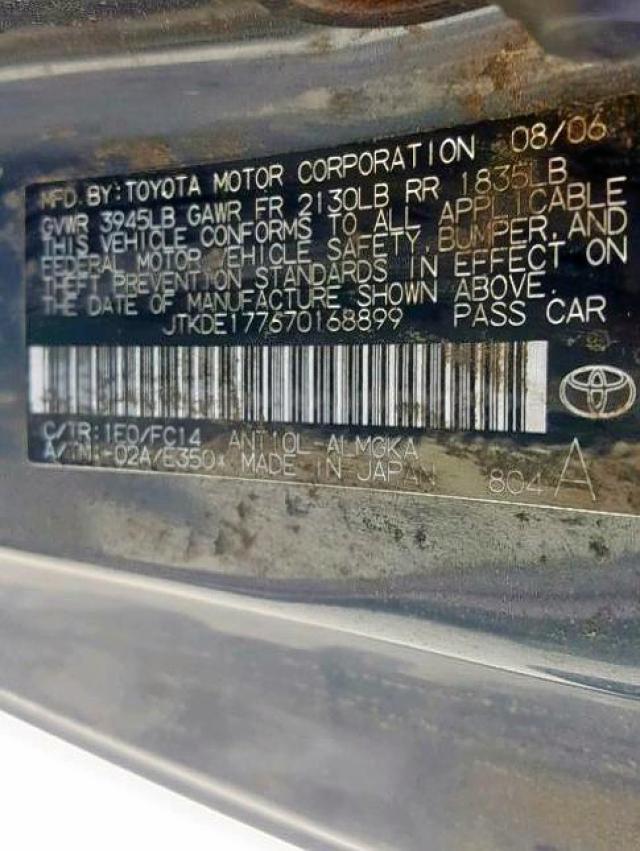 MFD. BY: TOYOTA MOTOR CORPORATION 08/06
GVWR 3945LB GAWR FR 2130LB RR 1835LB
THIS VEHICLE CONFORMS TO ALL APPLICABLE
FEDERAL MOTOR VEHICLE SAFETY, BUMPER, AND
THEFT PREVENTION STANDARDS IN EFFECT ON
THE DATE OF MANUFACTURE SHOWN ABOVE.
JTKDE177670168899 PASS CAR
C/TR: 1E0/FC14 ANT10L-ALMGKA
A/TM: -02A/E350x MADE IN JAPAN 804 A